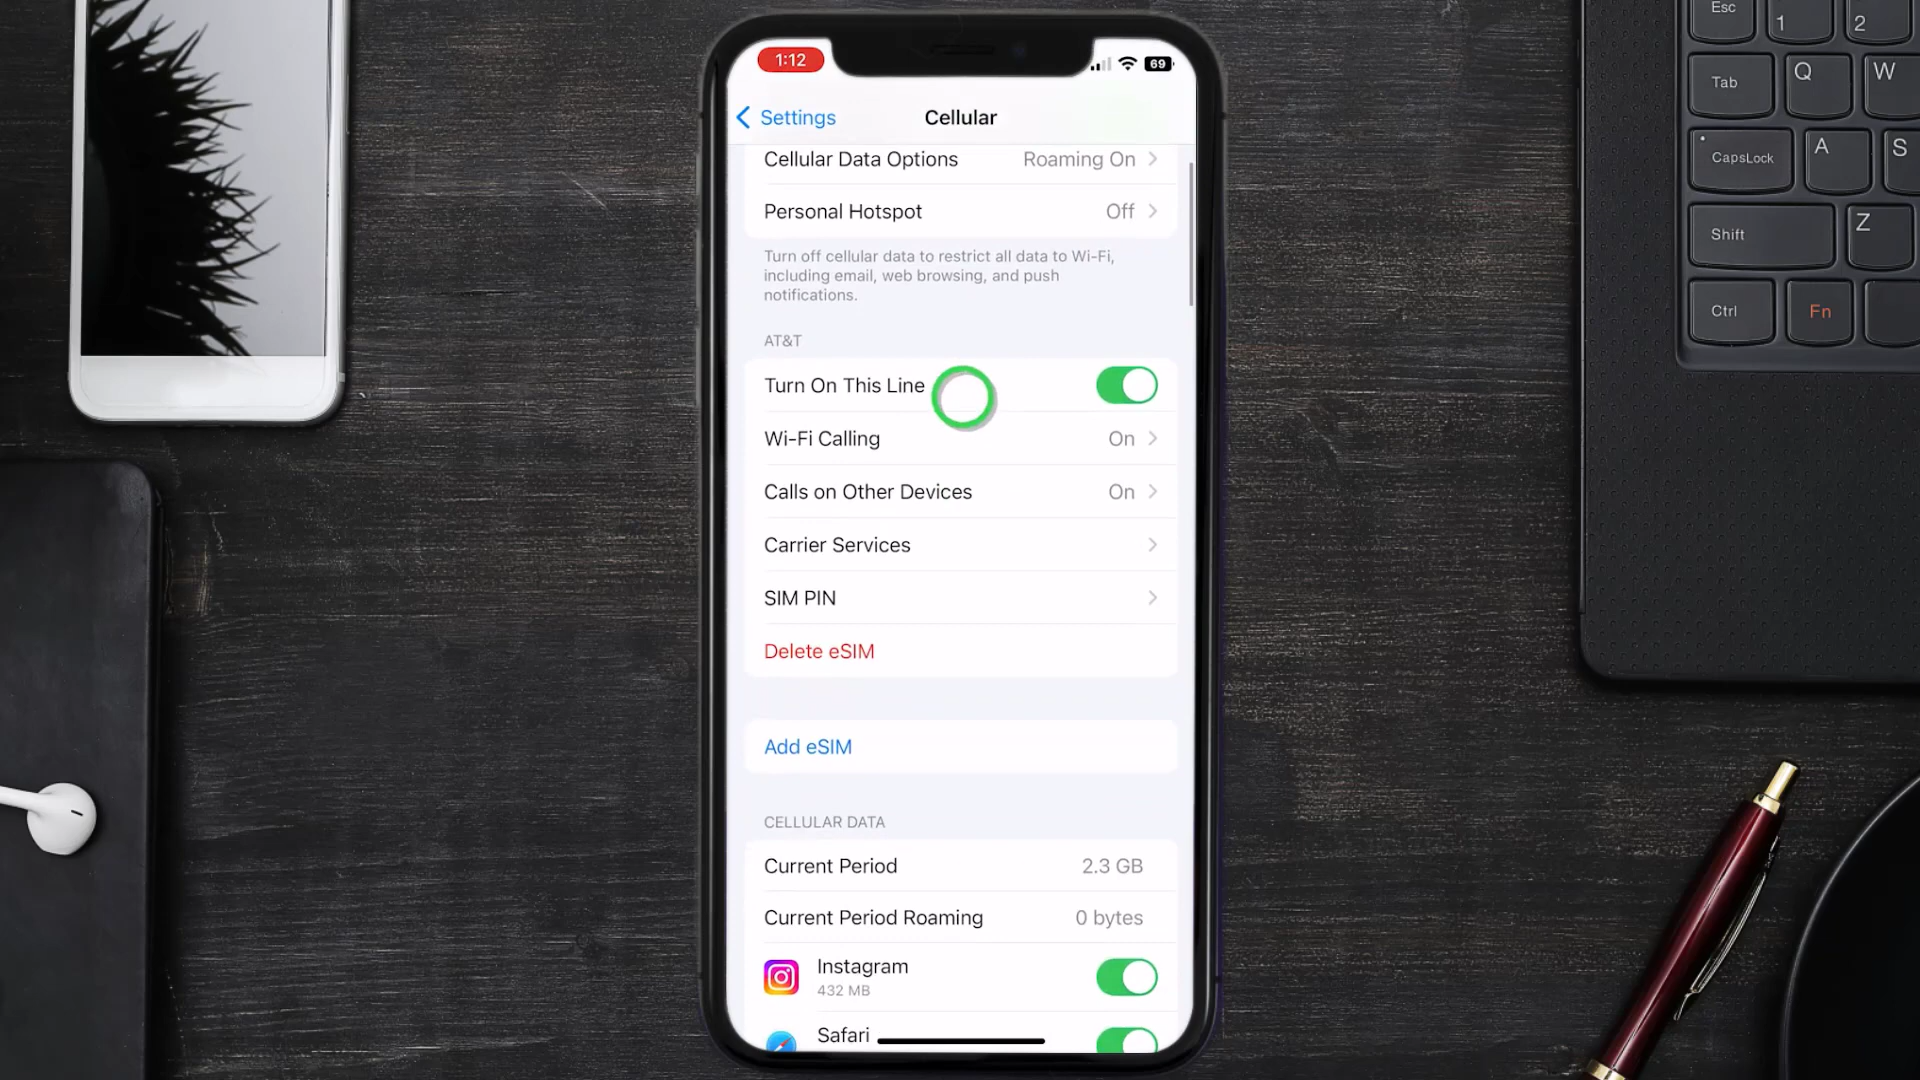 1:12
69
Settings
Cellular
Cellular Data Options
Roaming On
Personal Hotspot
Off
Turn off cellular data to restrict all data to Wi-Fi,
including email, web browsing, and push
notifications.
AT&T
Turn On This Line
Wi-Fi Calling
On
Calls on Other Devices
On
Carrier Services
SIM PIN
Delete eSIM
Add eSIM
CELLULAR DATA
Current Period
2.3 GB
Current Period Roaming
0 bytes
Instagram
432 MB
Safari
Esc
1
2
Tab
Q
W
CapsLock
A
S
Shift
Z
Ctrl
Fn